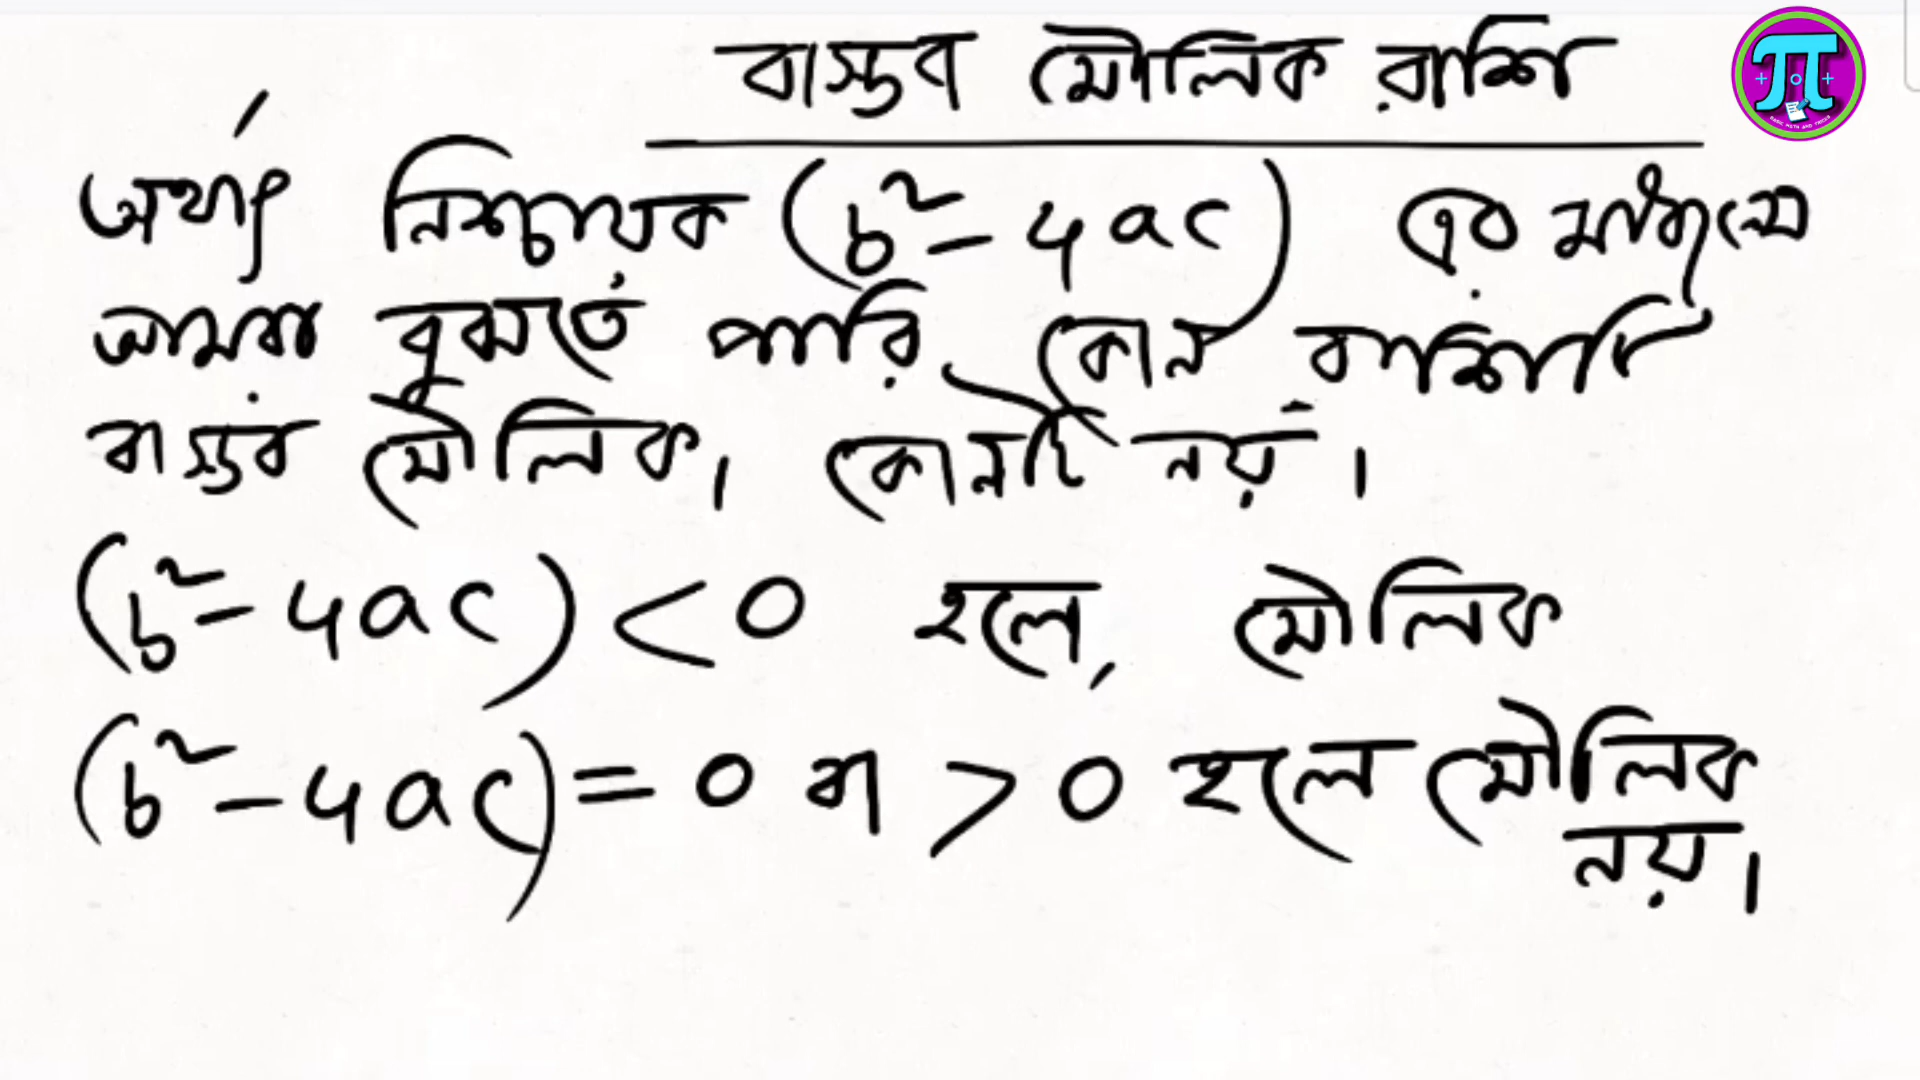 বাস্তব মৌলিক রাশি
অর্থাৎ নিশ্চায়ক (b²-4ac) এর মাধ্যমে
আমরা বুঝতে পারি কোন রাশিটি
বাস্তব মৌলিক। কোনটি নয়।
(b²-4ac) < 0 হলে, মৌলিক
(b²-4ac) = 0 বা > 0 হলে মৌলিক
নয়।